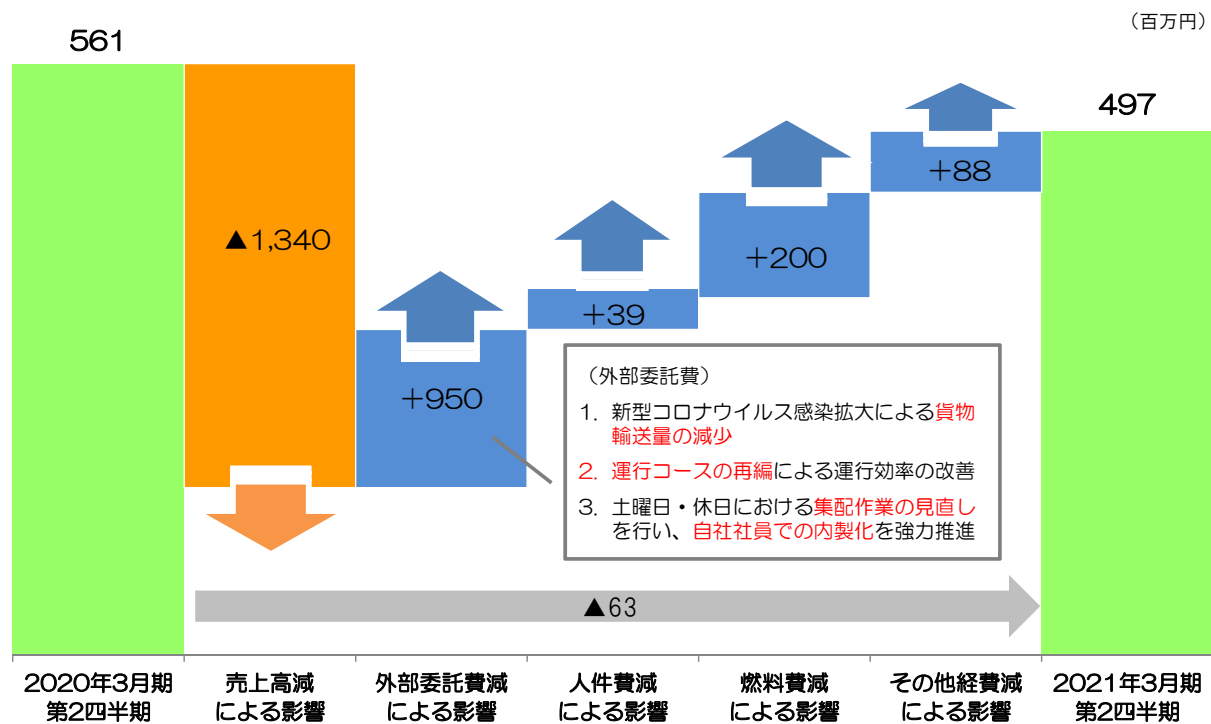 （百万円）
561
497
+88
▲1,340
+200
+39
+950
（外部委託費）
1. 新型コロナウイルス感染拡大による貨物
輸送量の減少
2. 運行コースの再編による運行効率の改善
3. 土曜日・休日における集配作業の見直し
を行い、自社社員での内製化を強力推進
▲63
2020年3月期
第2四半期
売上高減
による影響
外部委託費減
による影響
人件費減
による影響
燃料費減
による影響
その他経費減
による影響
2021年3月期
第2四半期